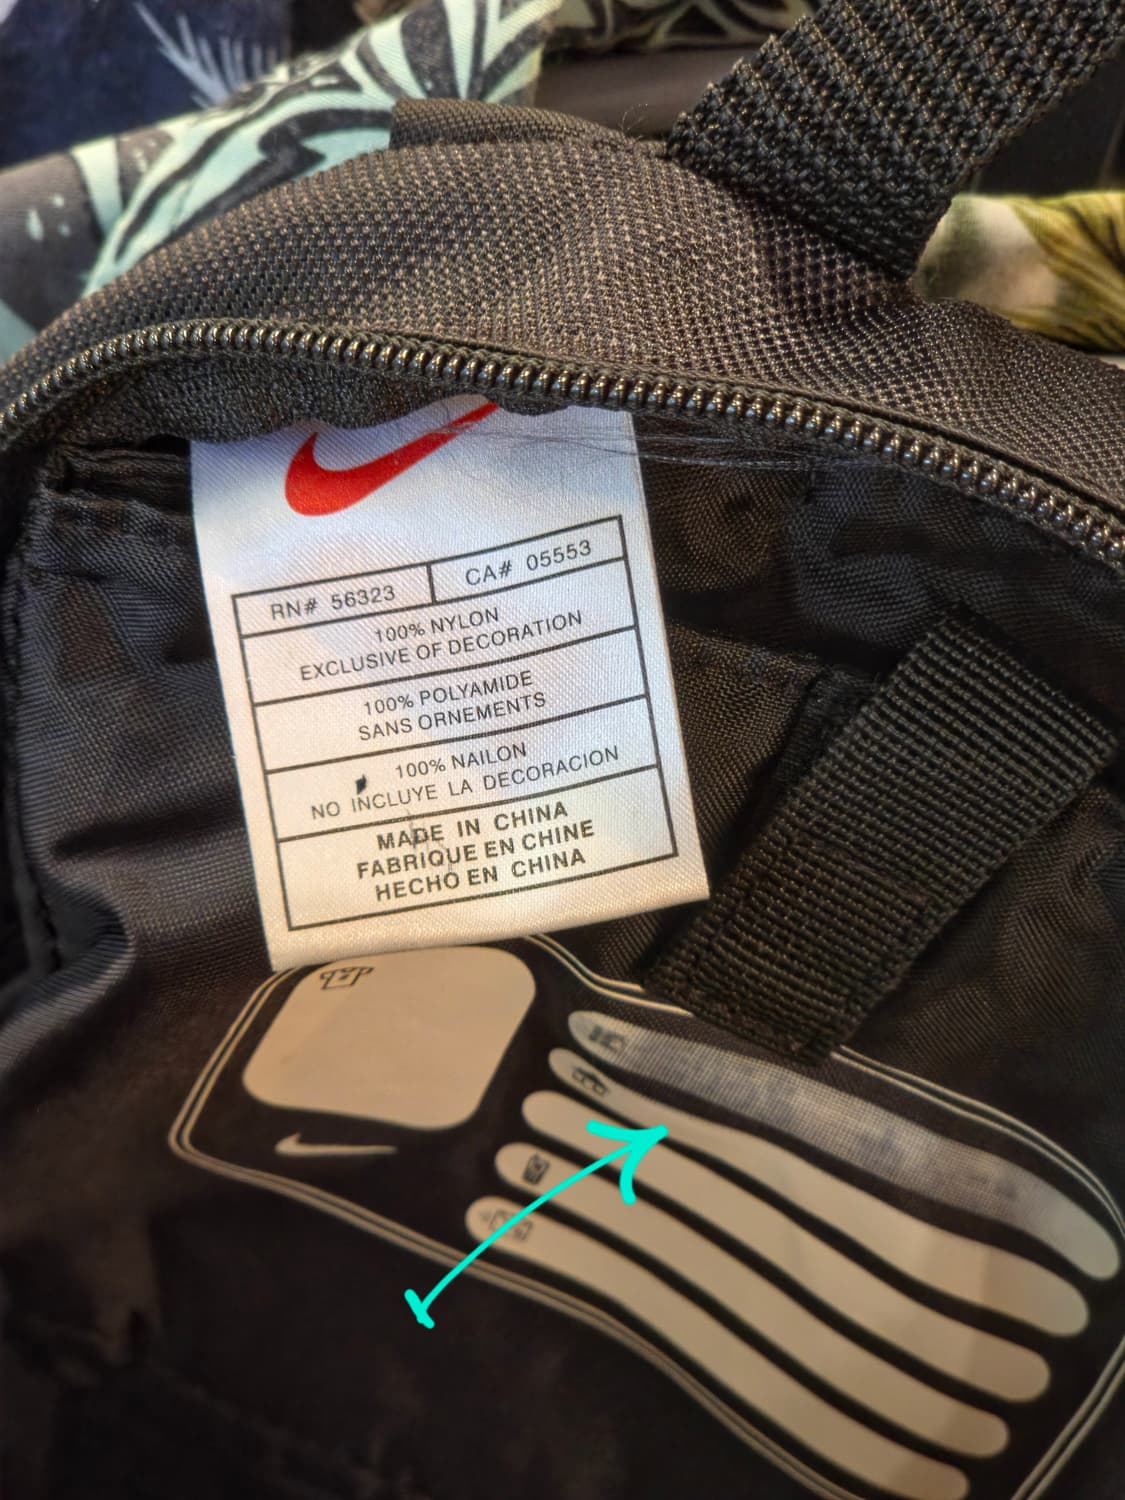 RN# 56323
CA# 05553
100% NYLON
EXCLUSIVE OF DECORATION
100% POLYAMIDE
SANS ORNEMENTS
100% NAILON
NO INCLUYE LA DECORACION
MADE IN CHINA
FABRIQUE EN CHINE
HECHO EN CHINA